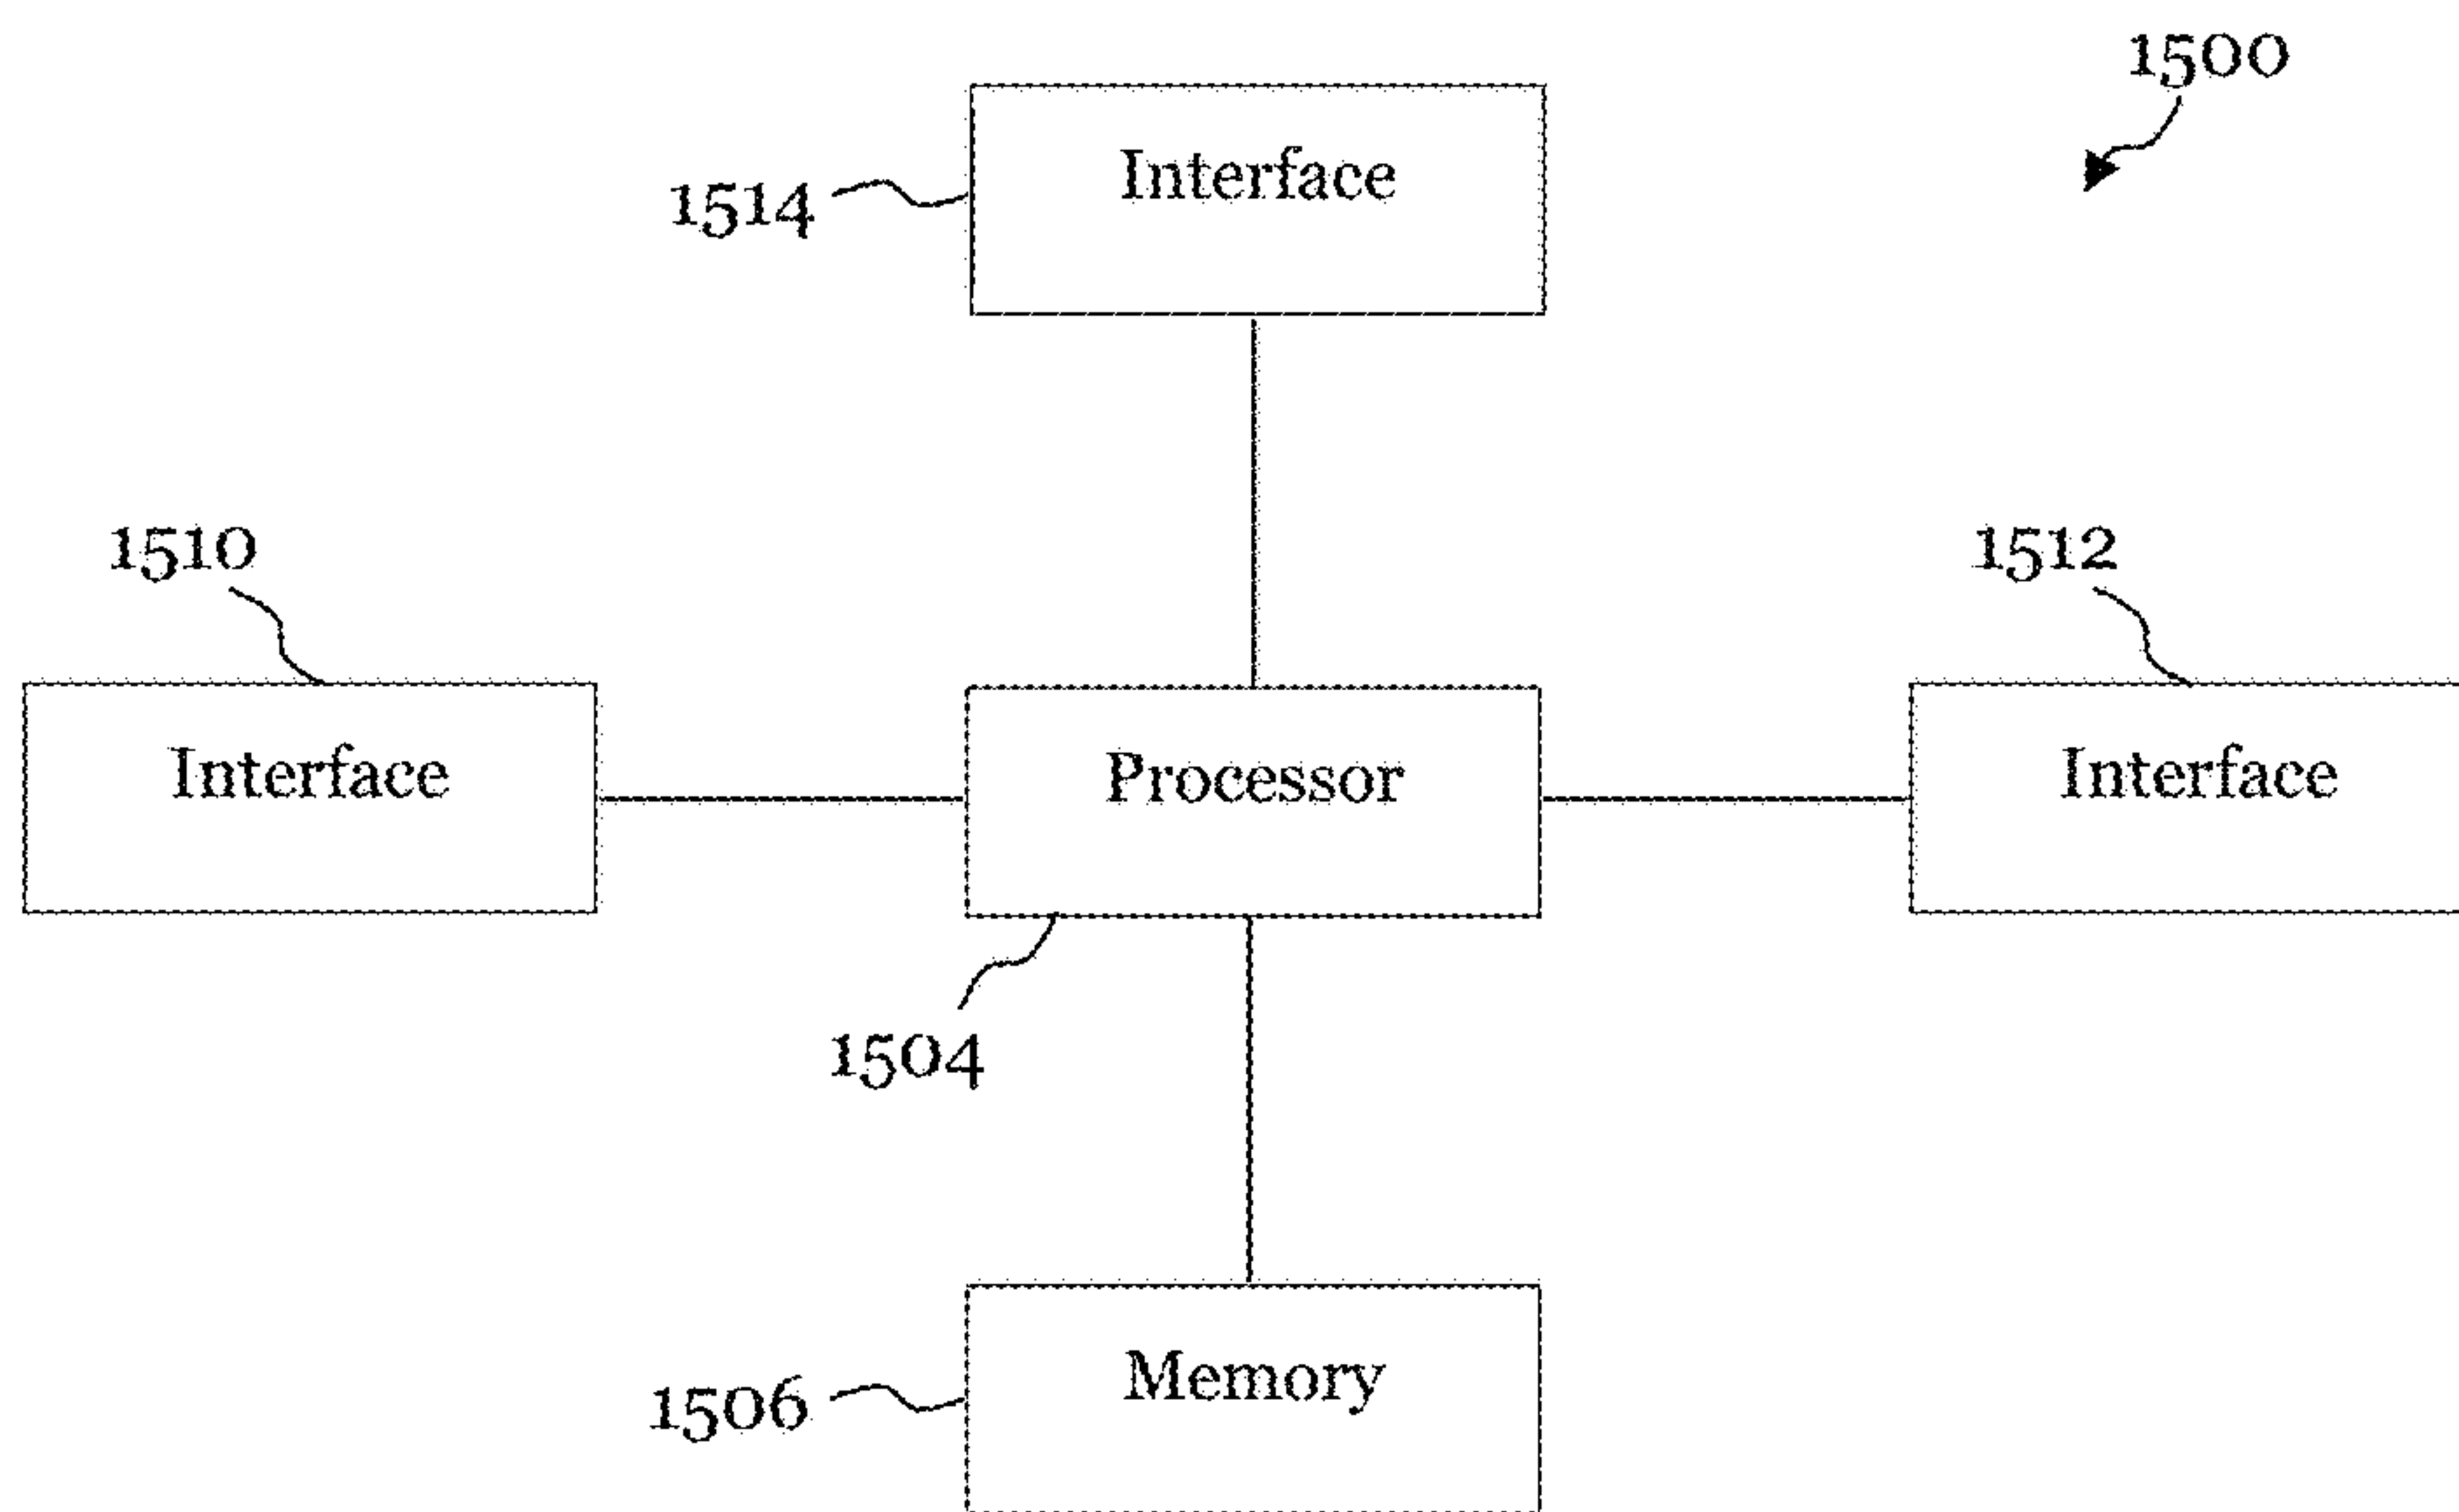 1500
Interface
1514
1510
1512
Interface
Processor
Interface
1504
Memory
1506